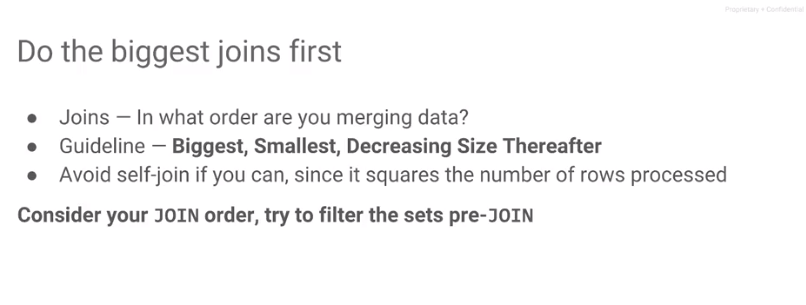 Proprietary + Confidential
Do the biggest joins first
● Joins — In what order are you merging data?
● Guideline — Biggest, Smallest, Decreasing Size Thereafter
● Avoid self-join if you can, since it squares the number of rows processed
Consider your JOIN order, try to filter the sets pre-JOIN